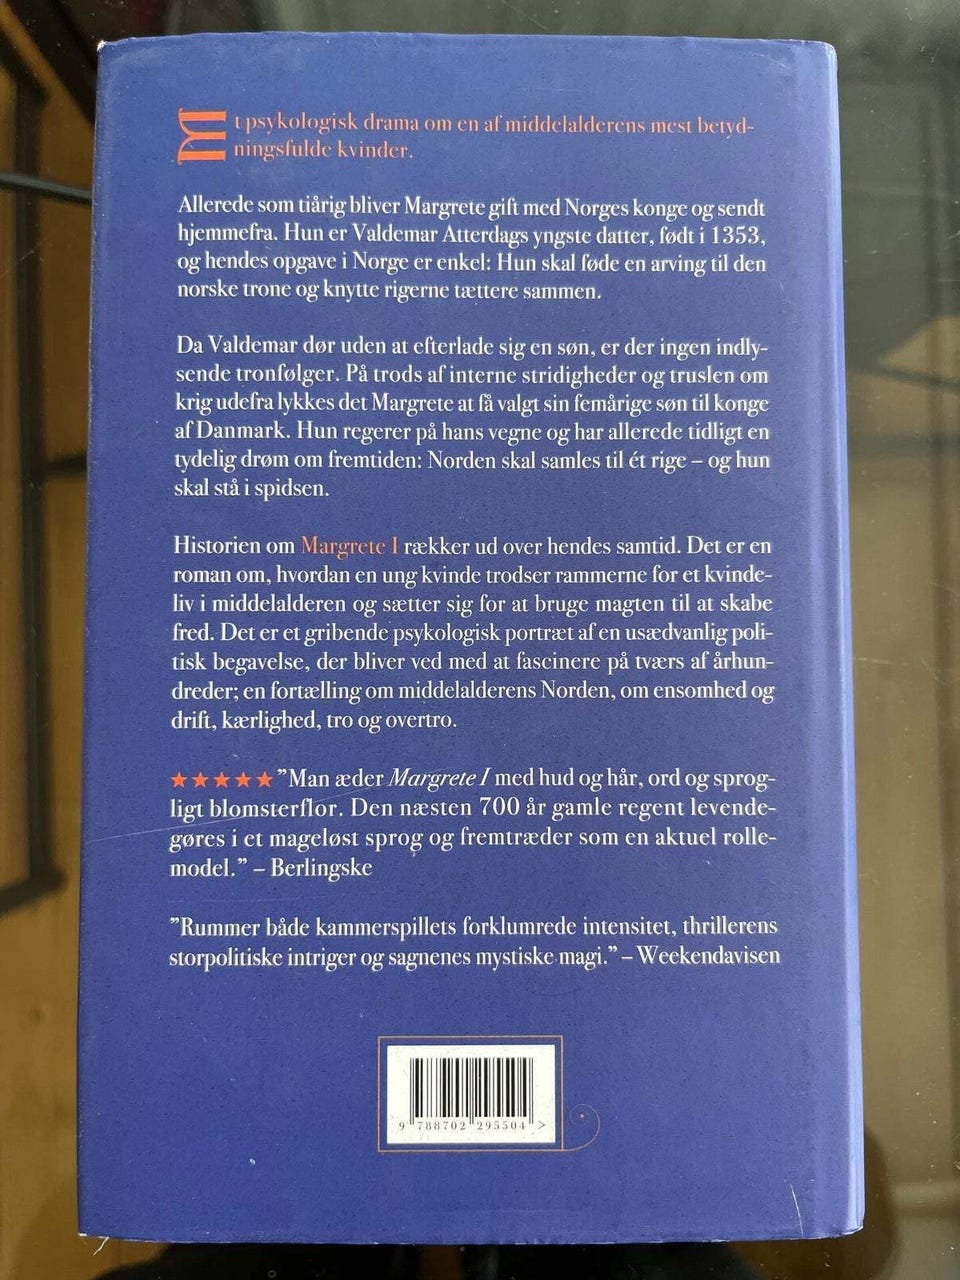 Et psykologisk drama om en af middelalderens mest betyd-
ningsfulde kvinder.
Allerede som tiårig bliver Margrete gift med Norges konge og sendt
hjemmefra. Hun er Valdemar Atterdags yngste datter, født i 1353,
og hendes opgave i Norge er enkel: Hun skal føde en arving til den
norske trone og knytte rigerne tættere sammen.
Da Valdemar dør uden at efterlade sig en søn, er der ingen indly-
sende tronfølger. På trods af interne stridigheder og truslen om
krig udefra lykkes det Margrete at få valgt sin femårige søn til konge
af Danmark. Hun regerer på hans vegne og har allerede tidligt en
tydelig drøm om fremtiden: Norden skal samles til ét rige – og hun
skal stå i spidsen.
Historien om Margrete I rækker ud over hendes samtid. Det er en
roman om, hvordan en ung kvinde trodser rammerne for et kvinde-
liv i middelalderen og sætter sig for at bruge magten til at skabe
fred. Det er et gribende psykologisk portræt af en usædvanlig poli-
tisk begavelse, der bliver ved med at fascinere på tværs af århun-
dreder; en fortælling om middelalderens Norden, om ensomhed og
drift, kærlighed, tro og overtro.
★★★★★ ”Man æder Margrete I med hud og hår, ord og sprog-
ligt blomsterflor. Den næsten 700 år gamle regent levende-
gøres i et mageløst sprog og fremtræder som en aktuel rolle-
model.” – Berlingske
”Rummer både kammerspillets forklumrede intensitet, thrillerens
storpolitiske intriger og sagnenes mystiske magi.” – Weekendavisen
9 788702 295504 >